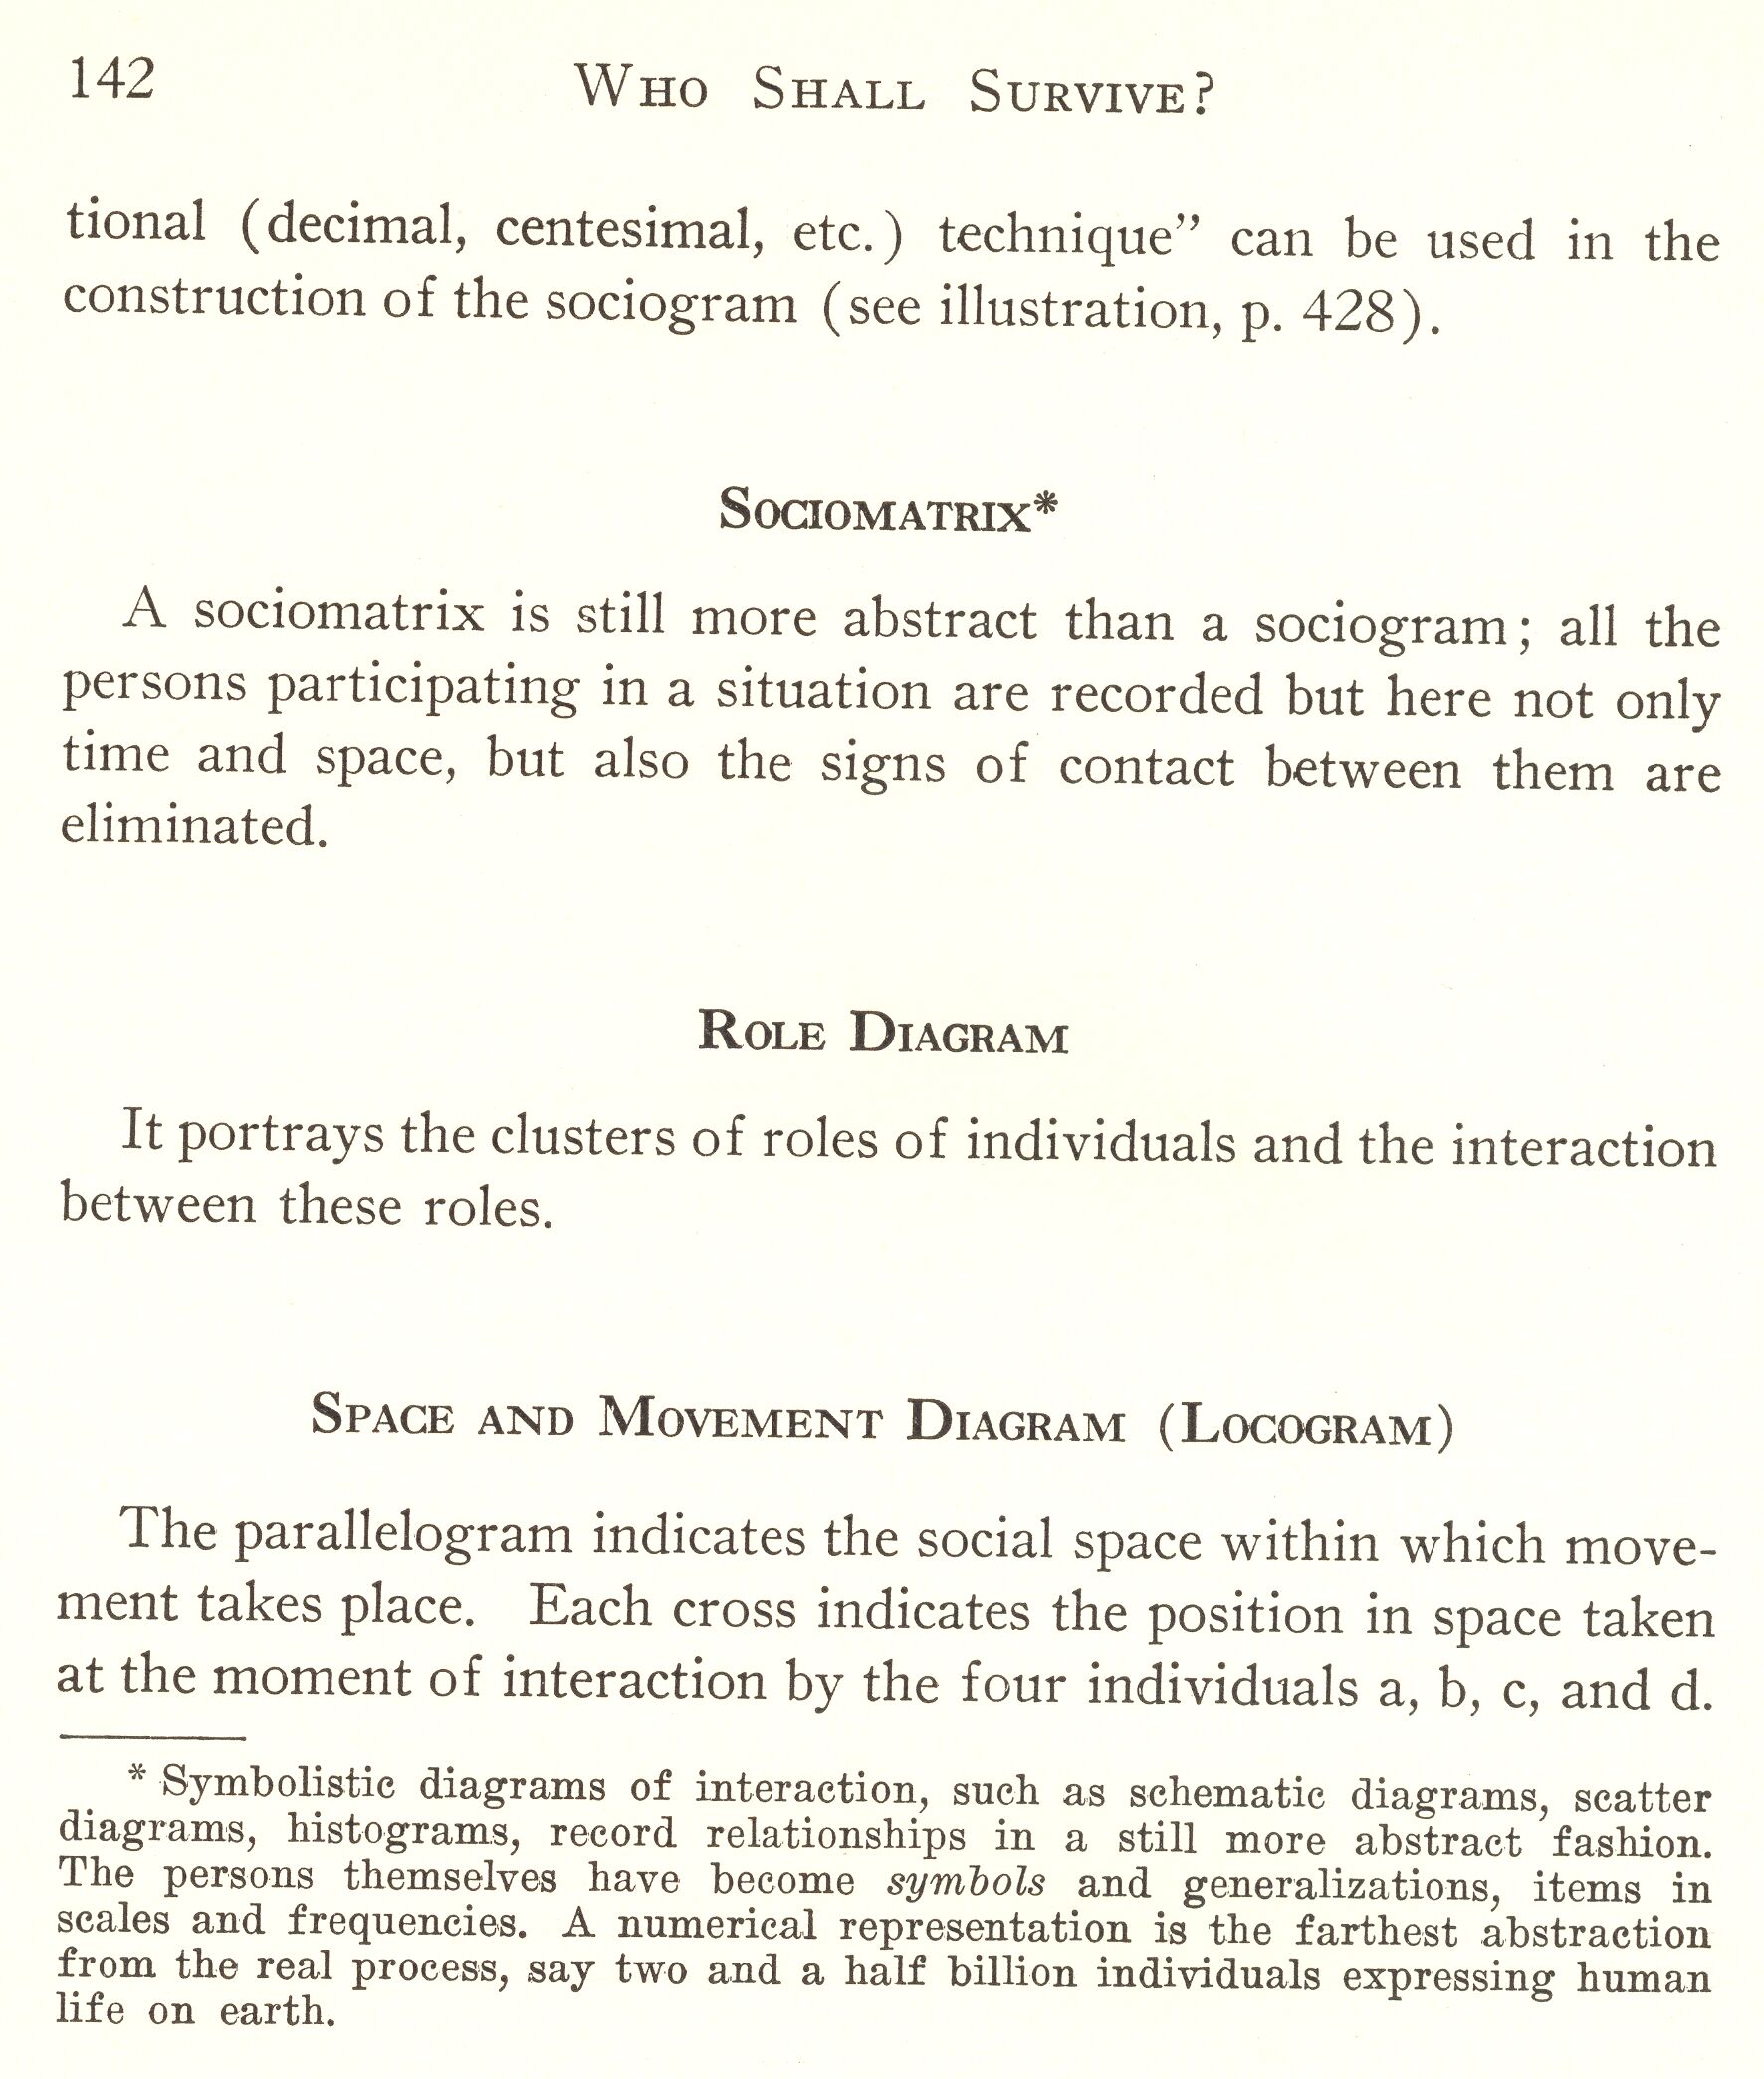 142
WHO SHALL SURVIVE?
tional (decimal, centesimal, etc.) technique” can be used in the
construction of the sociogram (see illustration, p. 428).
SOCIOMATRIX*
A sociomatrix is still more abstract than a sociogram; all the
persons participating in a situation are recorded but here not only
time and space, but also the signs of contact between them are
eliminated.
ROLE DIAGRAM
It portrays the clusters of roles of individuals and the interaction
between these roles.
SPACE AND MOVEMENT DIAGRAM (LOCOGRAM)
The parallelogram indicates the social space within which move-
ment takes place. Each cross indicates the position in space taken
at the moment of interaction by the four individuals a, b, c, and d.
* Symbolistic diagrams of interaction, such as schematic diagrams, scatter
diagrams, histograms, record relationships in a still more abstract fashion.
The persons themselves have become symbols and generalizations, items in
scales and frequencies. A numerical representation is the farthest abstraction
from the real process, say two and a half billion individuals expressing human
life on earth.